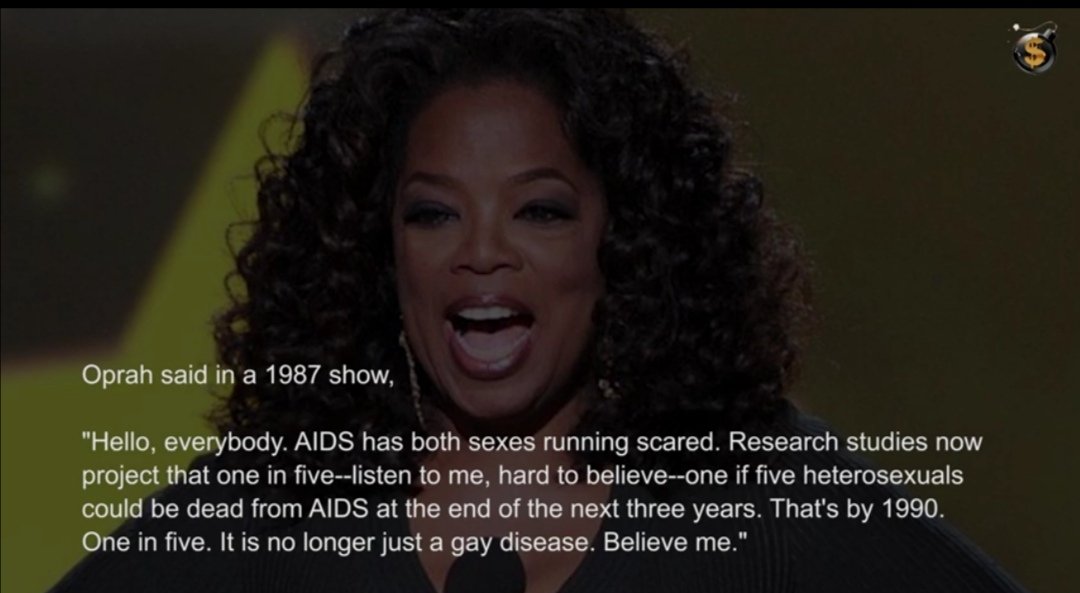 Oprah said in a 1987 show,
"Hello, everybody. AIDS has both sexes running scared. Research studies now
project that one in five--listen to me, hard to believe--one if five heterosexuals
could be dead from AIDS at the end of the next three years. That's by 1990.
One in five. It is no longer just a gay disease. Believe me."
$